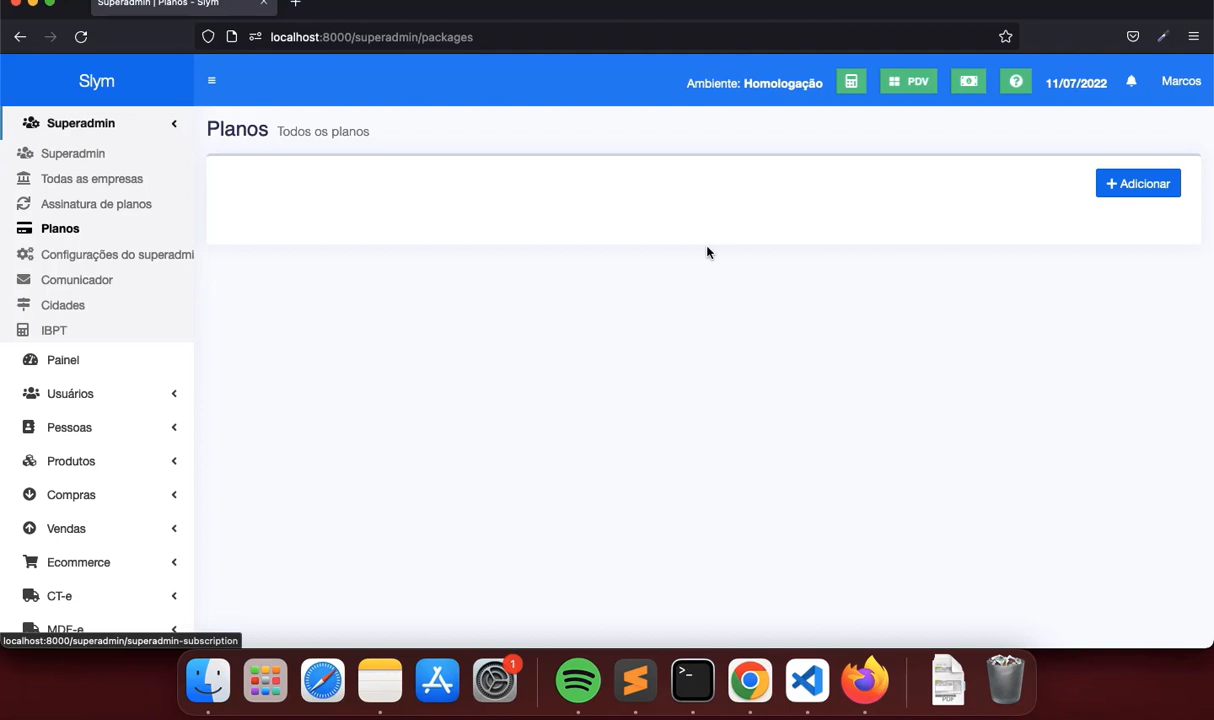 Superadmin | Planos - Slym
localhost:8000/superadmin/packages
Slym
Ambiente: Homologação
PDV
11/07/2022
Marcos
Superadmin
Planos Todos os planos
Superadmin
Todas as empresas
Adicionar
Assinatura de planos
Planos
Configurações do superadmi
Comunicador
Cidades
IBPT
Painel
Usuários
Pessoas
Produtos
Compras
Vendas
Ecommerce
CT-e
MDF-e
localhost:8000/superadmin/superadmin-subscription
1
PDF